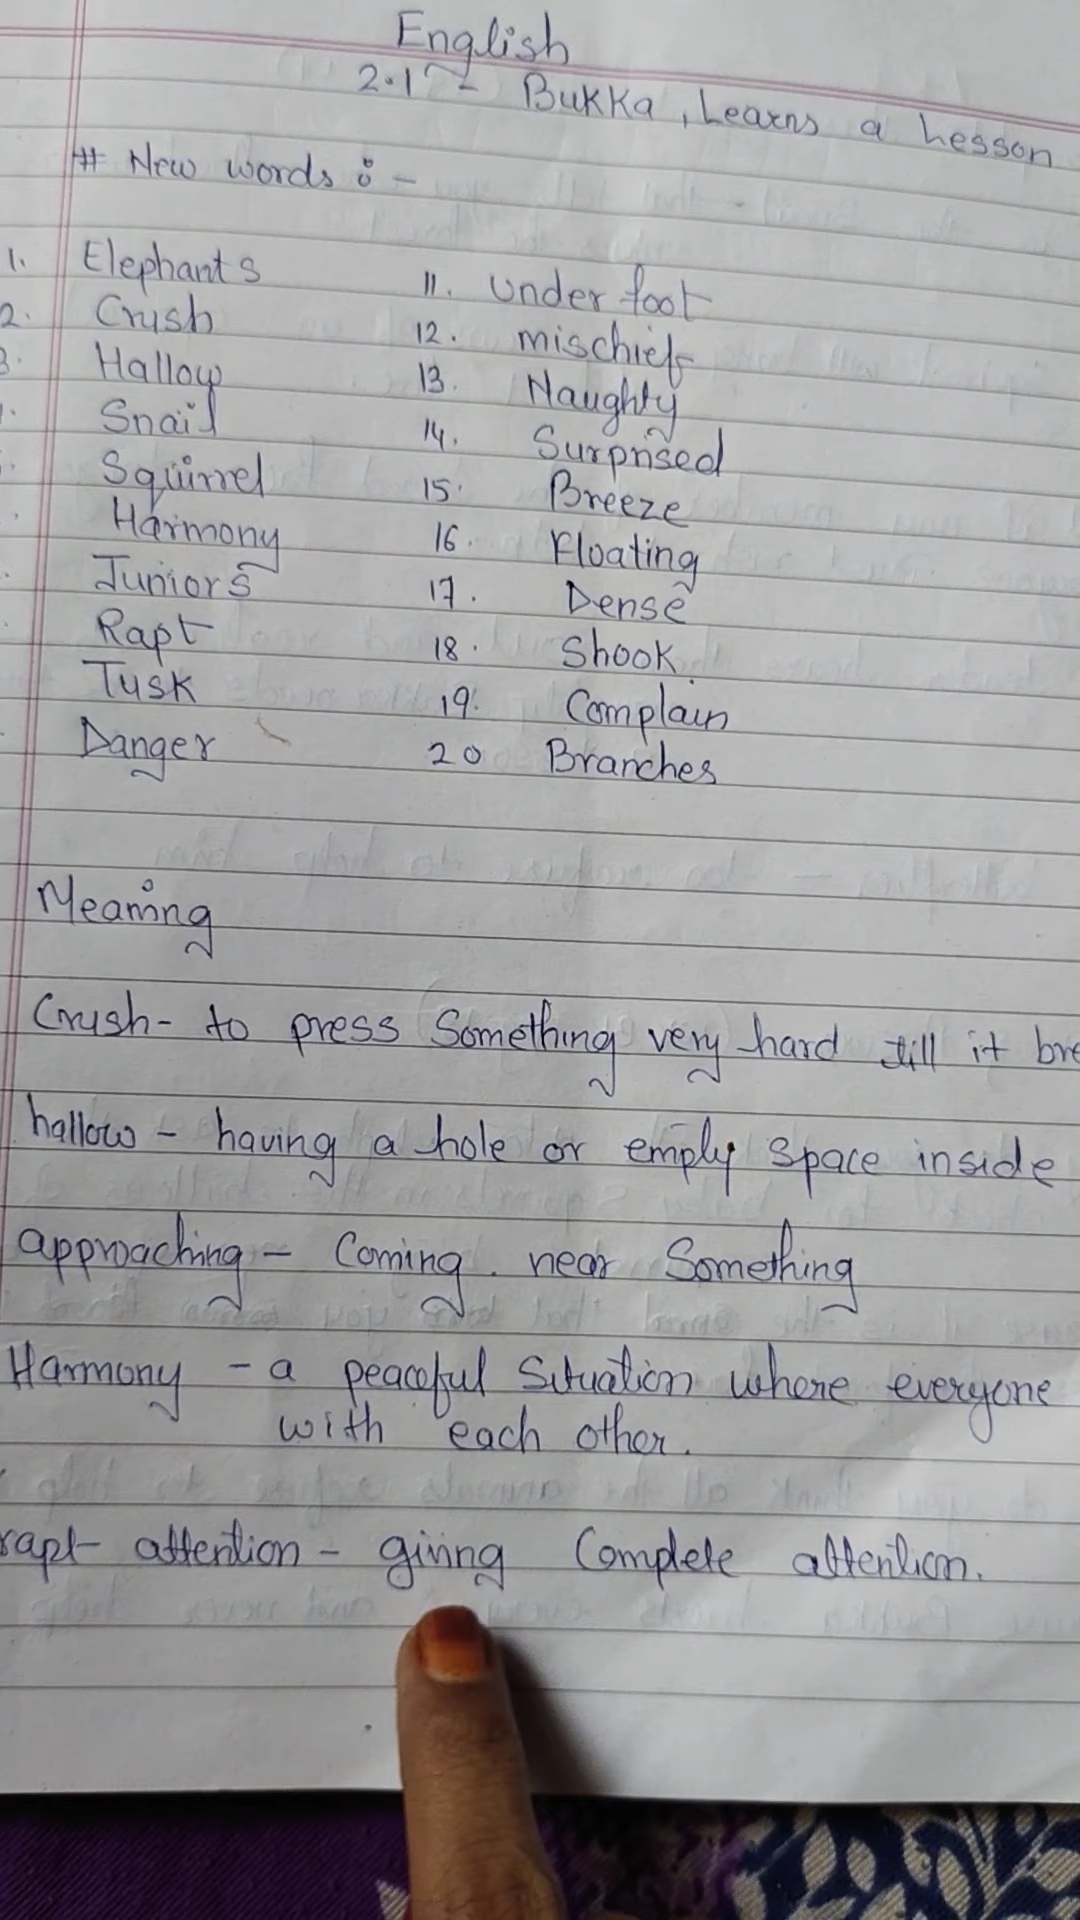 English
2.1 - Bukka, Learns a Lesson
# New words :-
1. Elephants
2. Crush
3. Hallow
Snail
Squirrel
Harmony
Juniors
Rapt
Tusk
Danger
11. Under foot
12. mischief
13. Naughty
14. Surprised
15. Breeze
16. Floating
17. Dense
18. Shook
19. Complain
20 Branches
Meaning
Crush - to press Something very hard till it bre
hallow - having a hole or emply space inside
approaching - Coming near Something
Harmony - a peaceful Situation where everyone
with each other.
rapt attention - giving Complete attention.